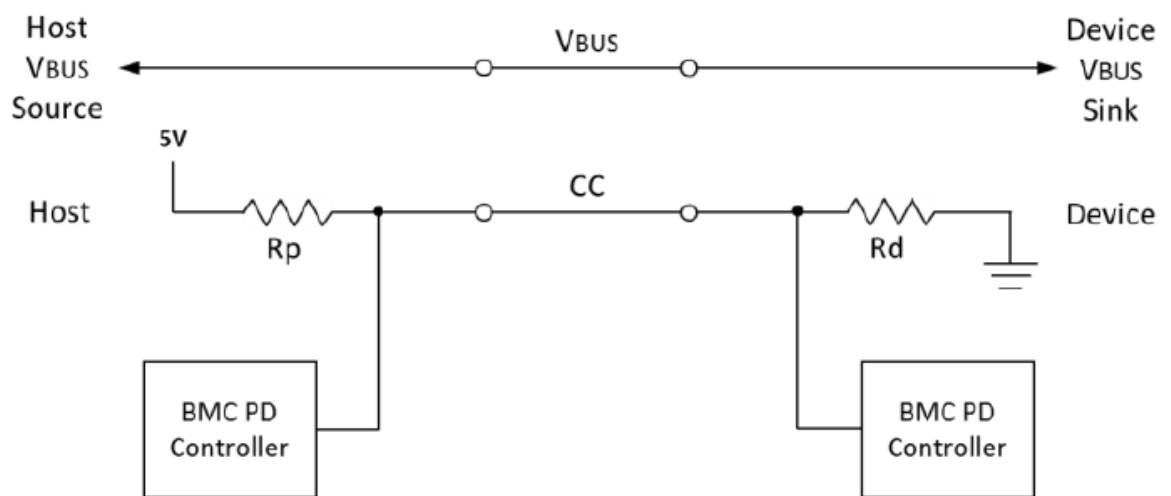 Host
VBUS
Source
VBUS
Device
VBUS
Sink
5V
Host
Rp
CC
Rd
Device
BMC PD
Controller
BMC PD
Controller